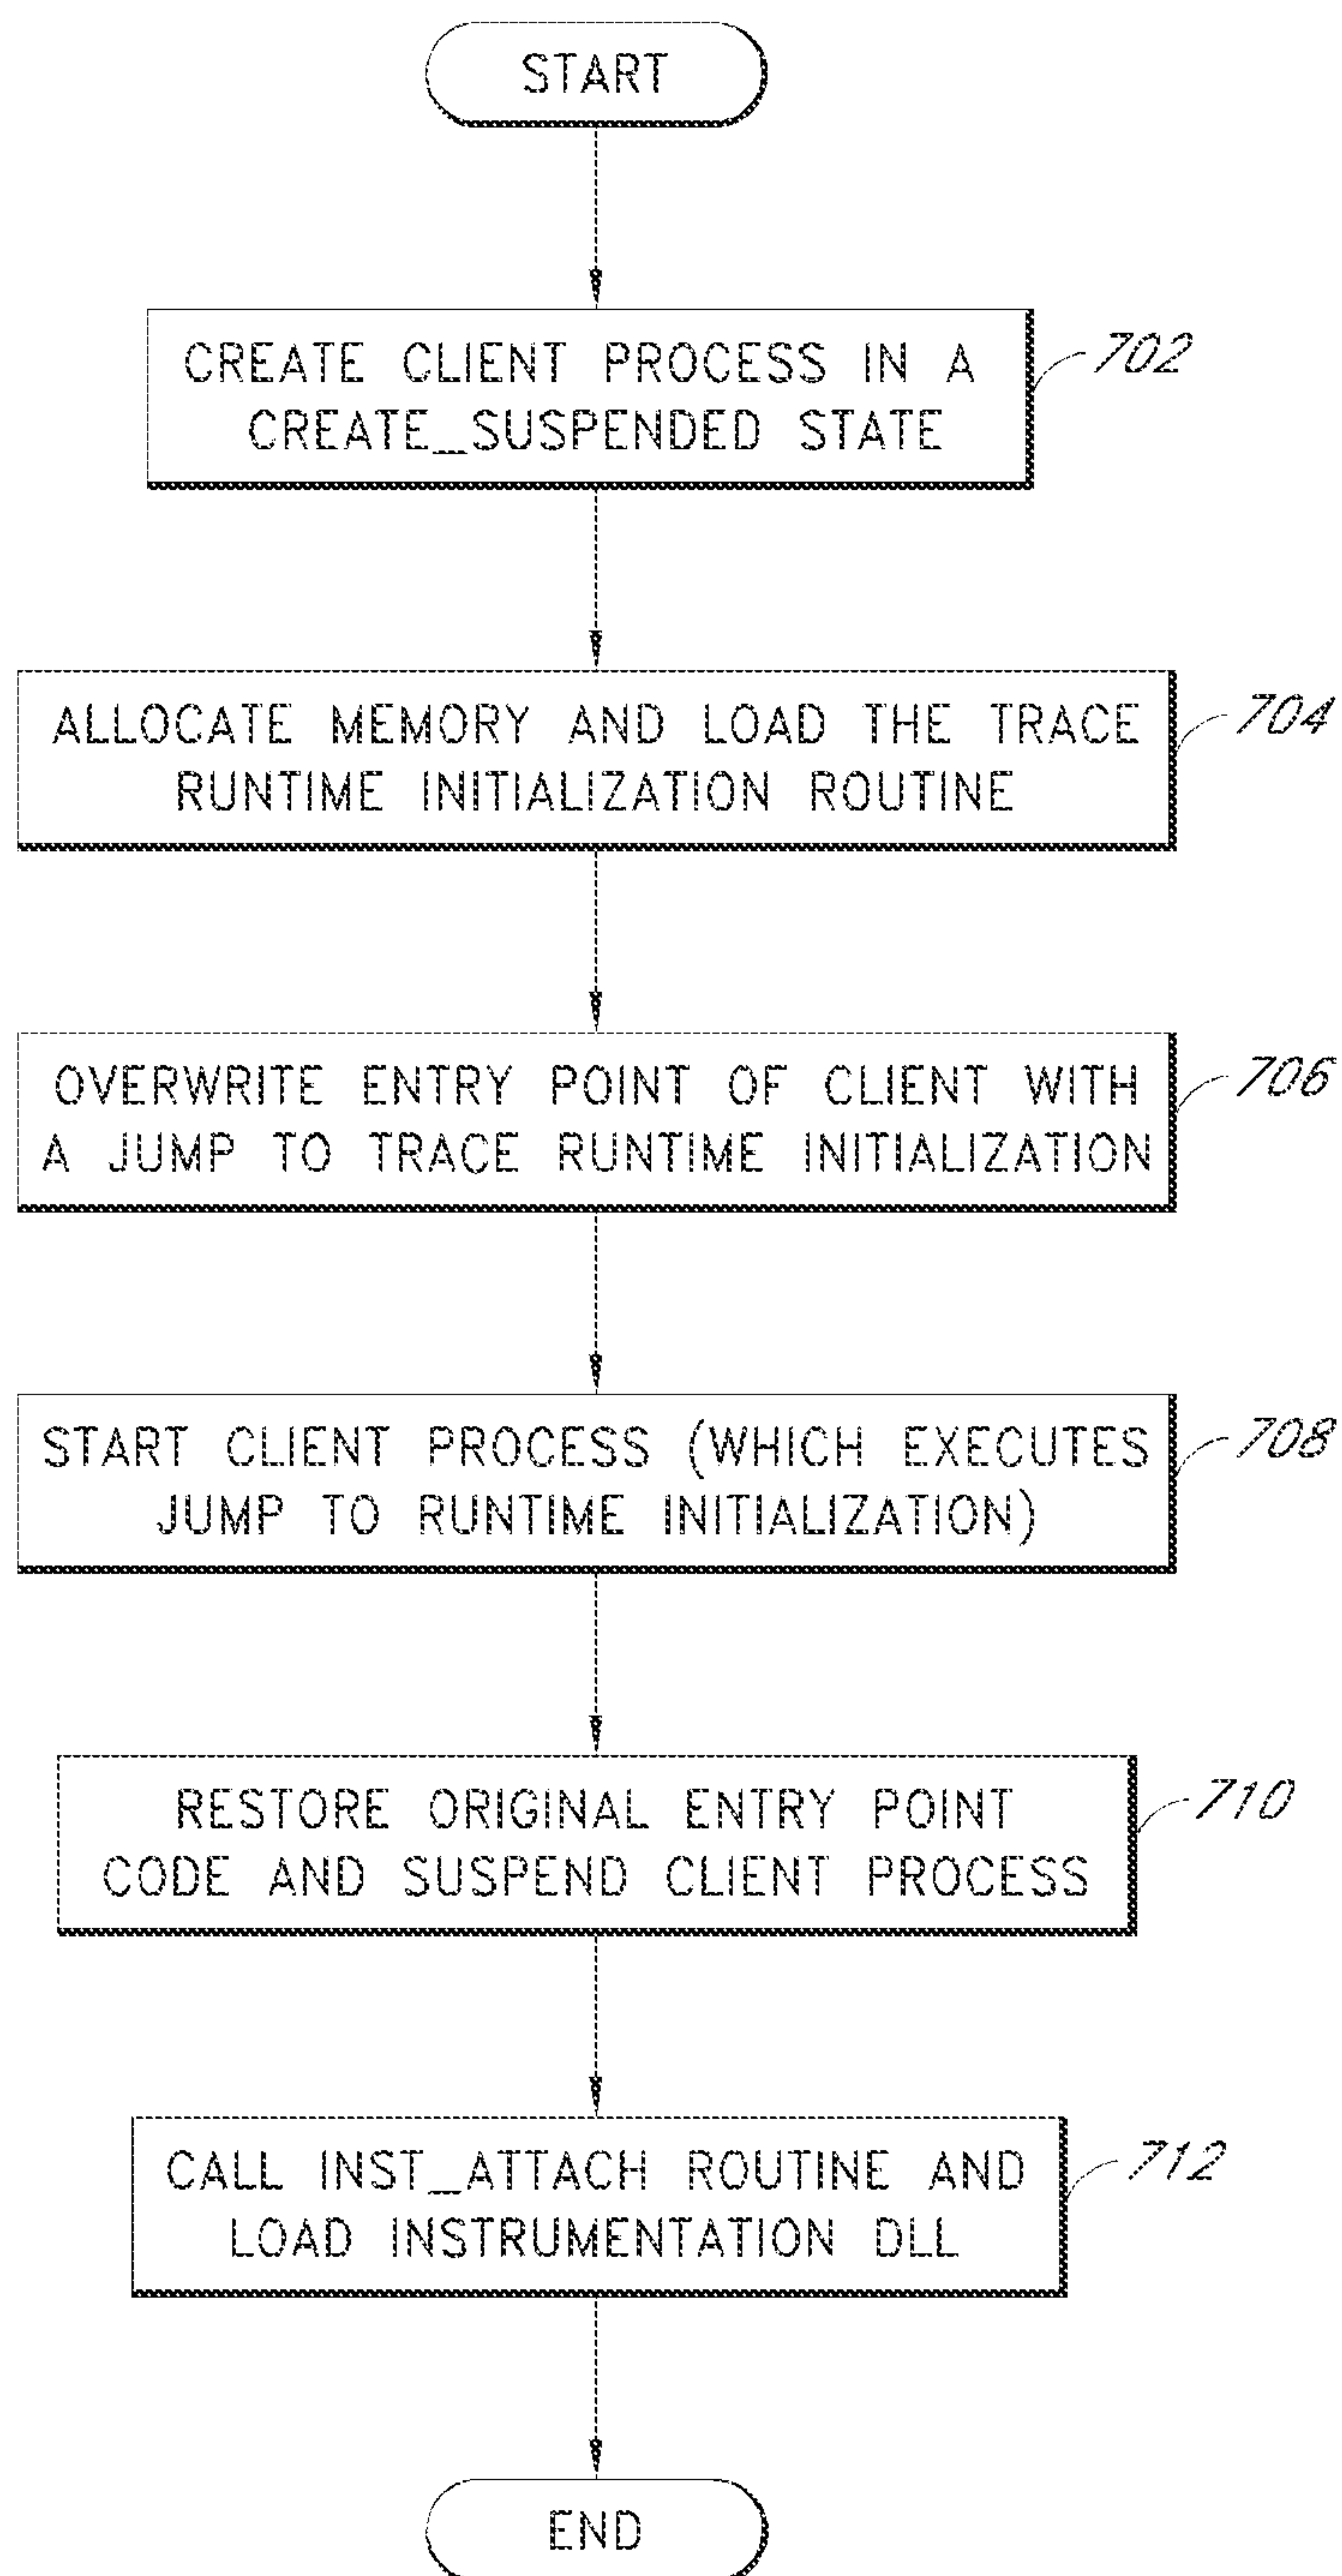 START
CREATE CLIENT PROCESS IN A
CREATE_SUSPENDED STATE
702
ALLOCATE MEMORY AND LOAD THE TRACE
RUNTIME INITIALIZATION ROUTINE
704
OVERWRITE ENTRY POINT OF CLIENT WITH
A JUMP TO TRACE RUNTIME INITIALIZATION
706
START CLIENT PROCESS (WHICH EXECUTES
JUMP TO RUNTIME INITIALIZATION)
708
RESTORE ORIGINAL ENTRY POINT
CODE AND SUSPEND CLIENT PROCESS
710
CALL INST_ATTACH ROUTINE AND
LOAD INSTRUMENTATION DLL
712
END